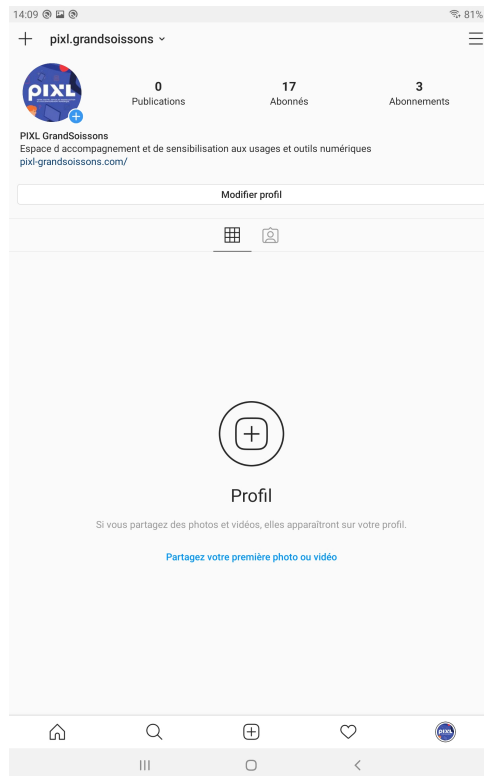 14:09
81%
pixl.grandsoissons
PIXL
0
17
3
Publications
Abonnés
Abonnements
PIXL GrandSoissons
Espace d accompagnement et de sensibilisation aux usages et outils numériques
pixl-grandsoissons.com/
Modifier profil
Profil
Si vous partagez des photos et vidéos, elles apparaîtront sur votre profil.
Partagez votre première photo ou vidéo
PIXL